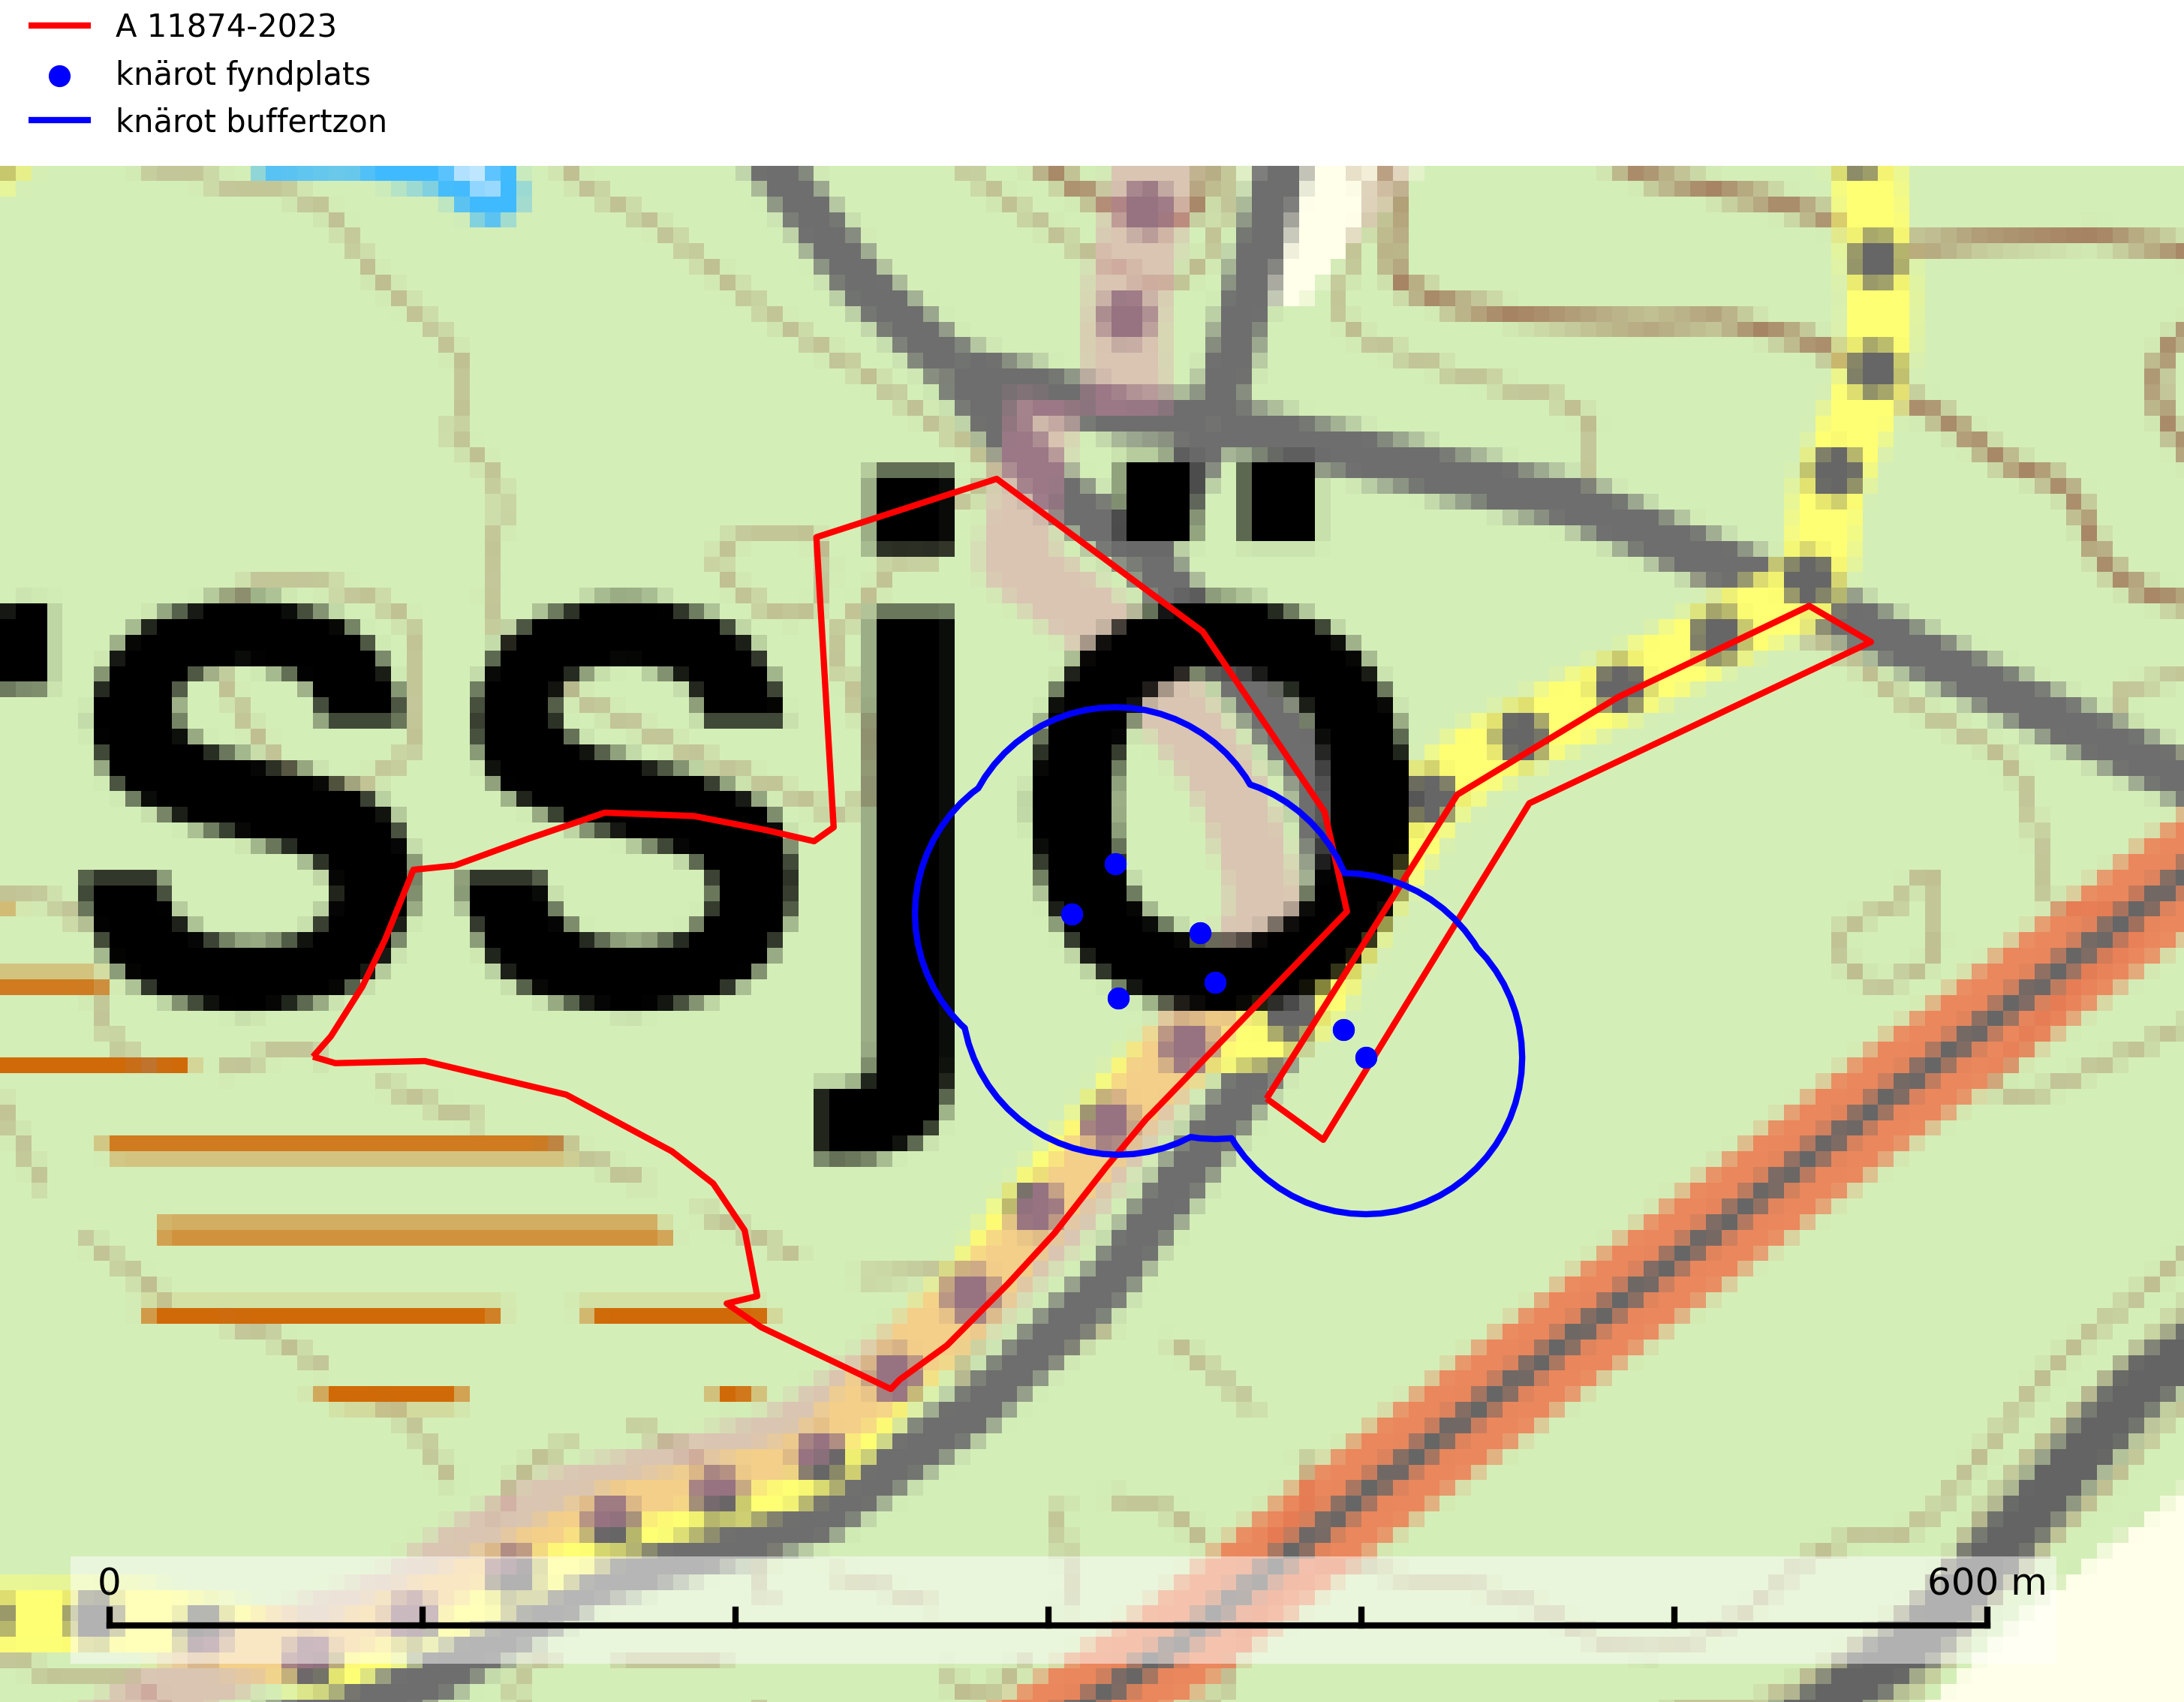 A 11874-2023
knärot fyndplats
knärot buffertzon
ssjö
0 600 m